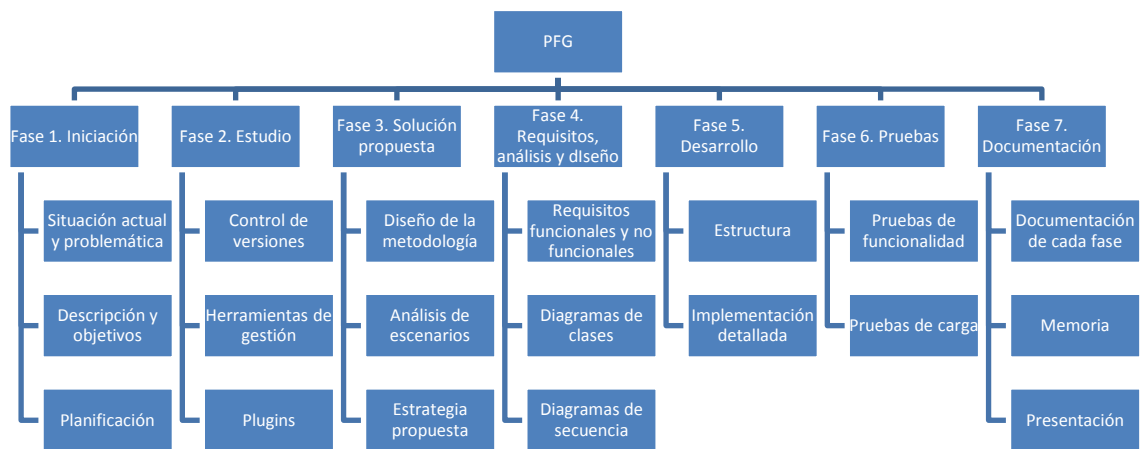 PFG
Fase 1. Iniciación
Situación actual
y problemática
Descripción y
objetivos
Planificación
Fase 2. Estudio
Control de
versiones
Herramientas de
gestión
Plugins
Fase 3. Solución
propuesta
Diseño de la
metodología
Análisis de
escenarios
Estrategia
propuesta
Fase 4.
Requisitos,
análisis y dIseño
Requisitos
funcionales y no
funcionales
Diagramas de
clases
Diagramas de
secuencia
Fase 5.
Desarrollo
Estructura
Implementación
detallada
Fase 6. Pruebas
Pruebas de
funcionalidad
Pruebas de carga
Fase 7.
Documentación
Documentación
de cada fase
Memoria
Presentación